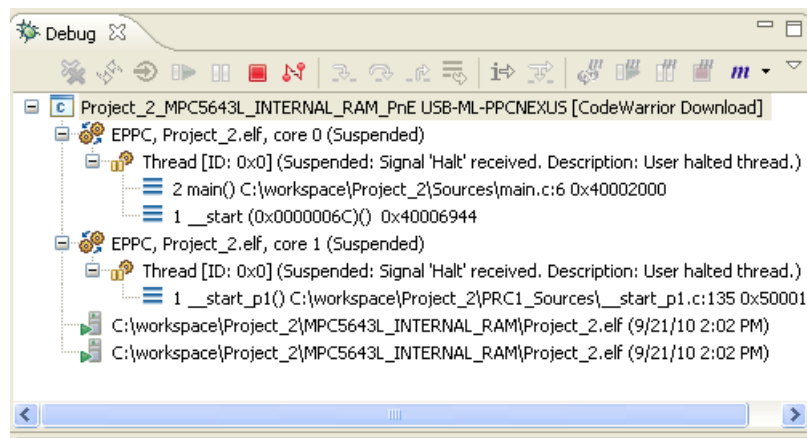 Debug
m
Project_2_MPC5643L_INTERNAL_RAM_PnE USB-ML-PPCNEXUS [CodeWarrior Download]
EPPC, Project_2.elf, core 0 (Suspended)
Thread [ID: 0x0] (Suspended: Signal 'Halt' received. Description: User halted thread.)
2 main() C:\workspace\Project_2\Sources\main.c:6 0x40002000
1 __start (0x0000006C)() 0x40006944
EPPC, Project_2.elf, core 1 (Suspended)
Thread [ID: 0x0] (Suspended: Signal 'Halt' received. Description: User halted thread.)
1 __start_p1() C:\workspace\Project_2\PRC1_Sources\__start_p1.c:135 0x50001
C:\workspace\Project_2\MPC5643L_INTERNAL_RAM\Project_2.elf (9/21/10 2:02 PM)
C:\workspace\Project_2\MPC5643L_INTERNAL_RAM\Project_2.elf (9/21/10 2:02 PM)